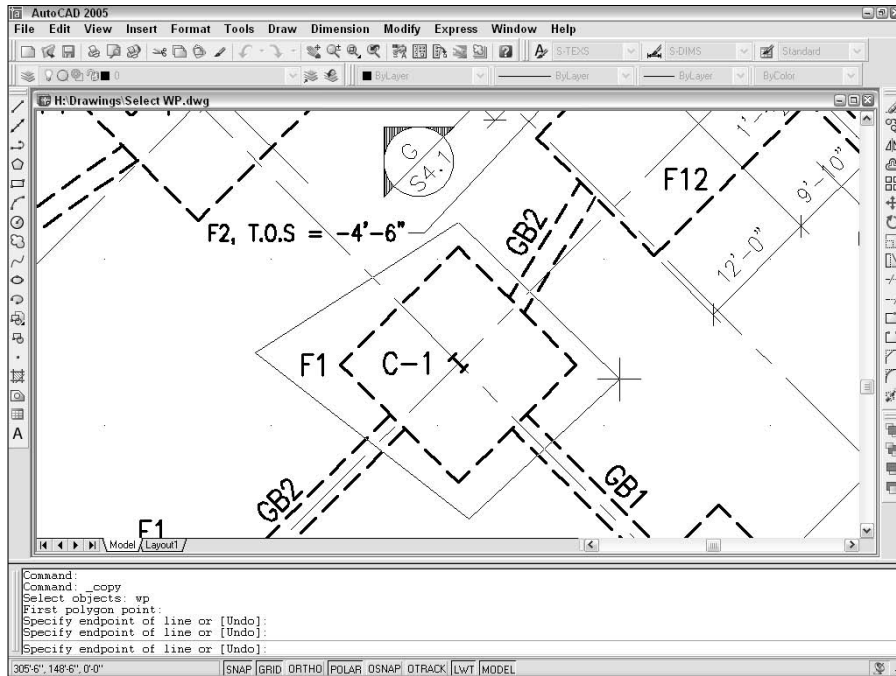 AutoCAD 2005
File Edit View Insert Format Tools Draw Dimension Modify Express Window Help
S-TEXS S-DIMS Standard
0 ByLayer ByLayer ByLayer ByColor
H:\Drawings\Select WP.dwg
G
S4.1
F12
1'-
9'-10"
F2, T.O.S = -4'-6"
GB2
12'-0"
F1 C-1
GB2
GB1
F1
Model Layout1
Command:
Command: _copy
Select objects: wp
First polygon point:
Specify endpoint of line or [Undo]:
Specify endpoint of line or [Undo]:
Specify endpoint of line or [Undo]:
305'-6", 148'-6", 0'-0" SNAP GRID ORTHO POLAR OSNAP OTRACK LWT MODEL